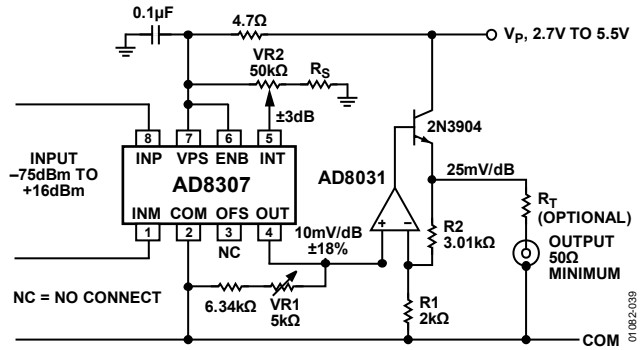 0.1µF
4.7Ω
V_P, 2.7V TO 5.5V
VR2
50kΩ
R_S
±3dB
2N3904
8 7 6 5
INP VPS ENB INT
INPUT
–75dBm TO
+16dBm
AD8307
INM COM OFS OUT
1 2 3 4
NC
AD8031
25mV/dB
10mV/dB
±18%
+ –
R2
3.01kΩ
R_T
(OPTIONAL)
OUTPUT
50Ω
MINIMUM
NC = NO CONNECT
6.34kΩ
VR1
5kΩ
R1
2kΩ
COM
01082-039